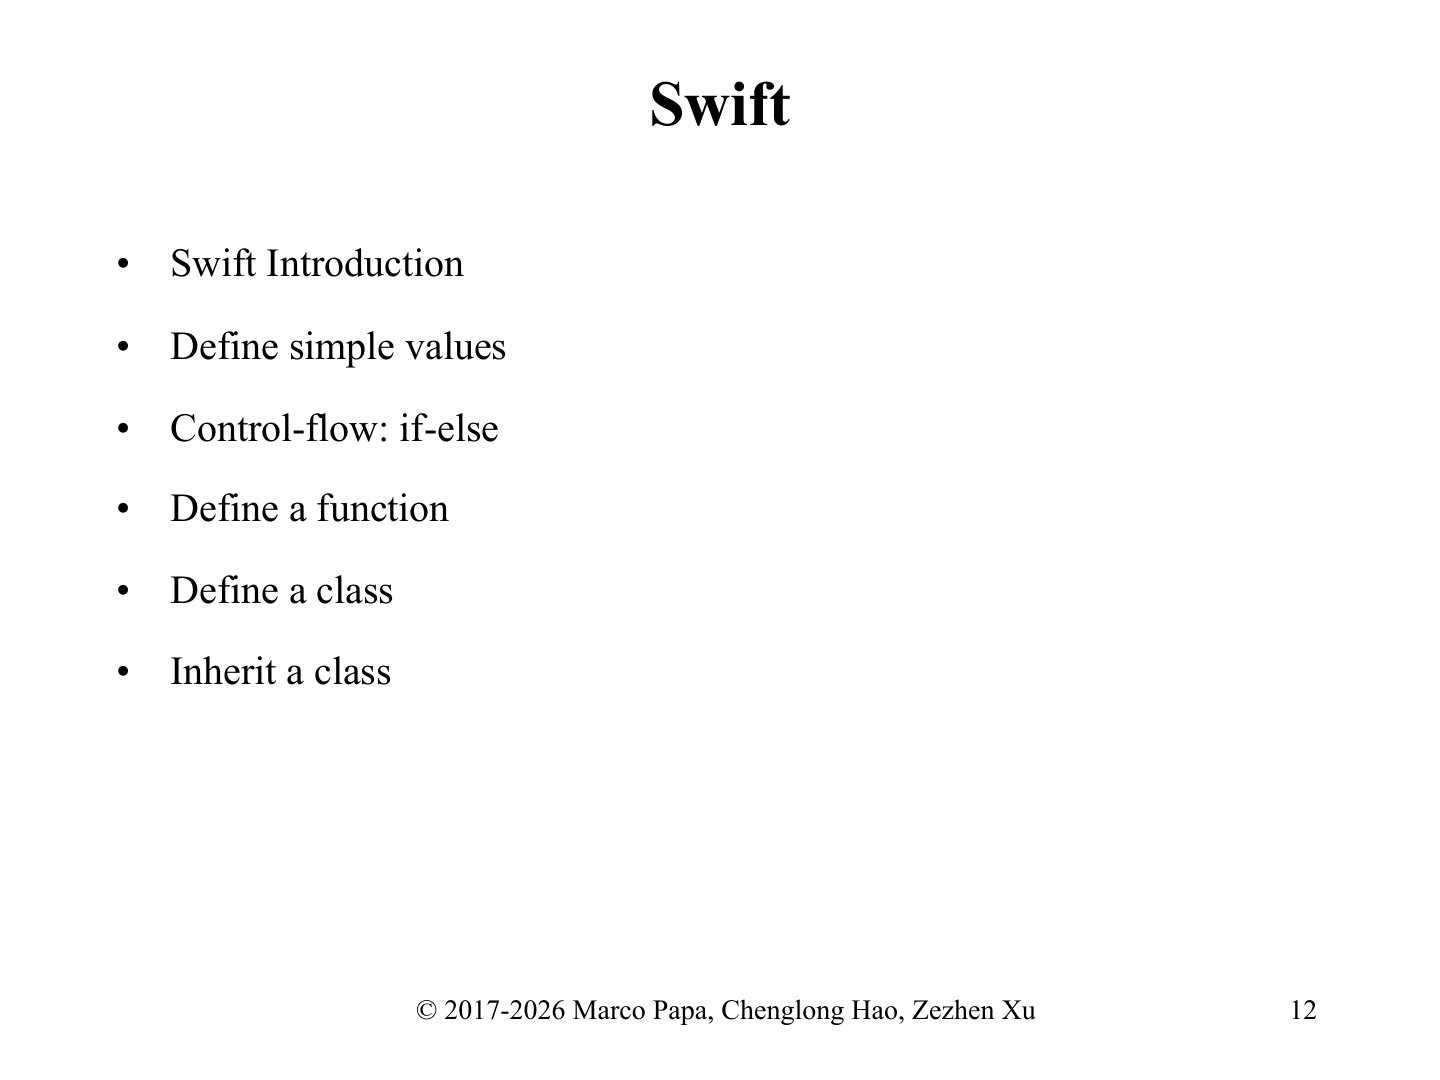 Swift
• Swift Introduction
• Define simple values
• Control-flow: if-else
• Define a function
• Define a class
• Inherit a class
© 2017-2026 Marco Papa, Chenglong Hao, Zezhen Xu 12